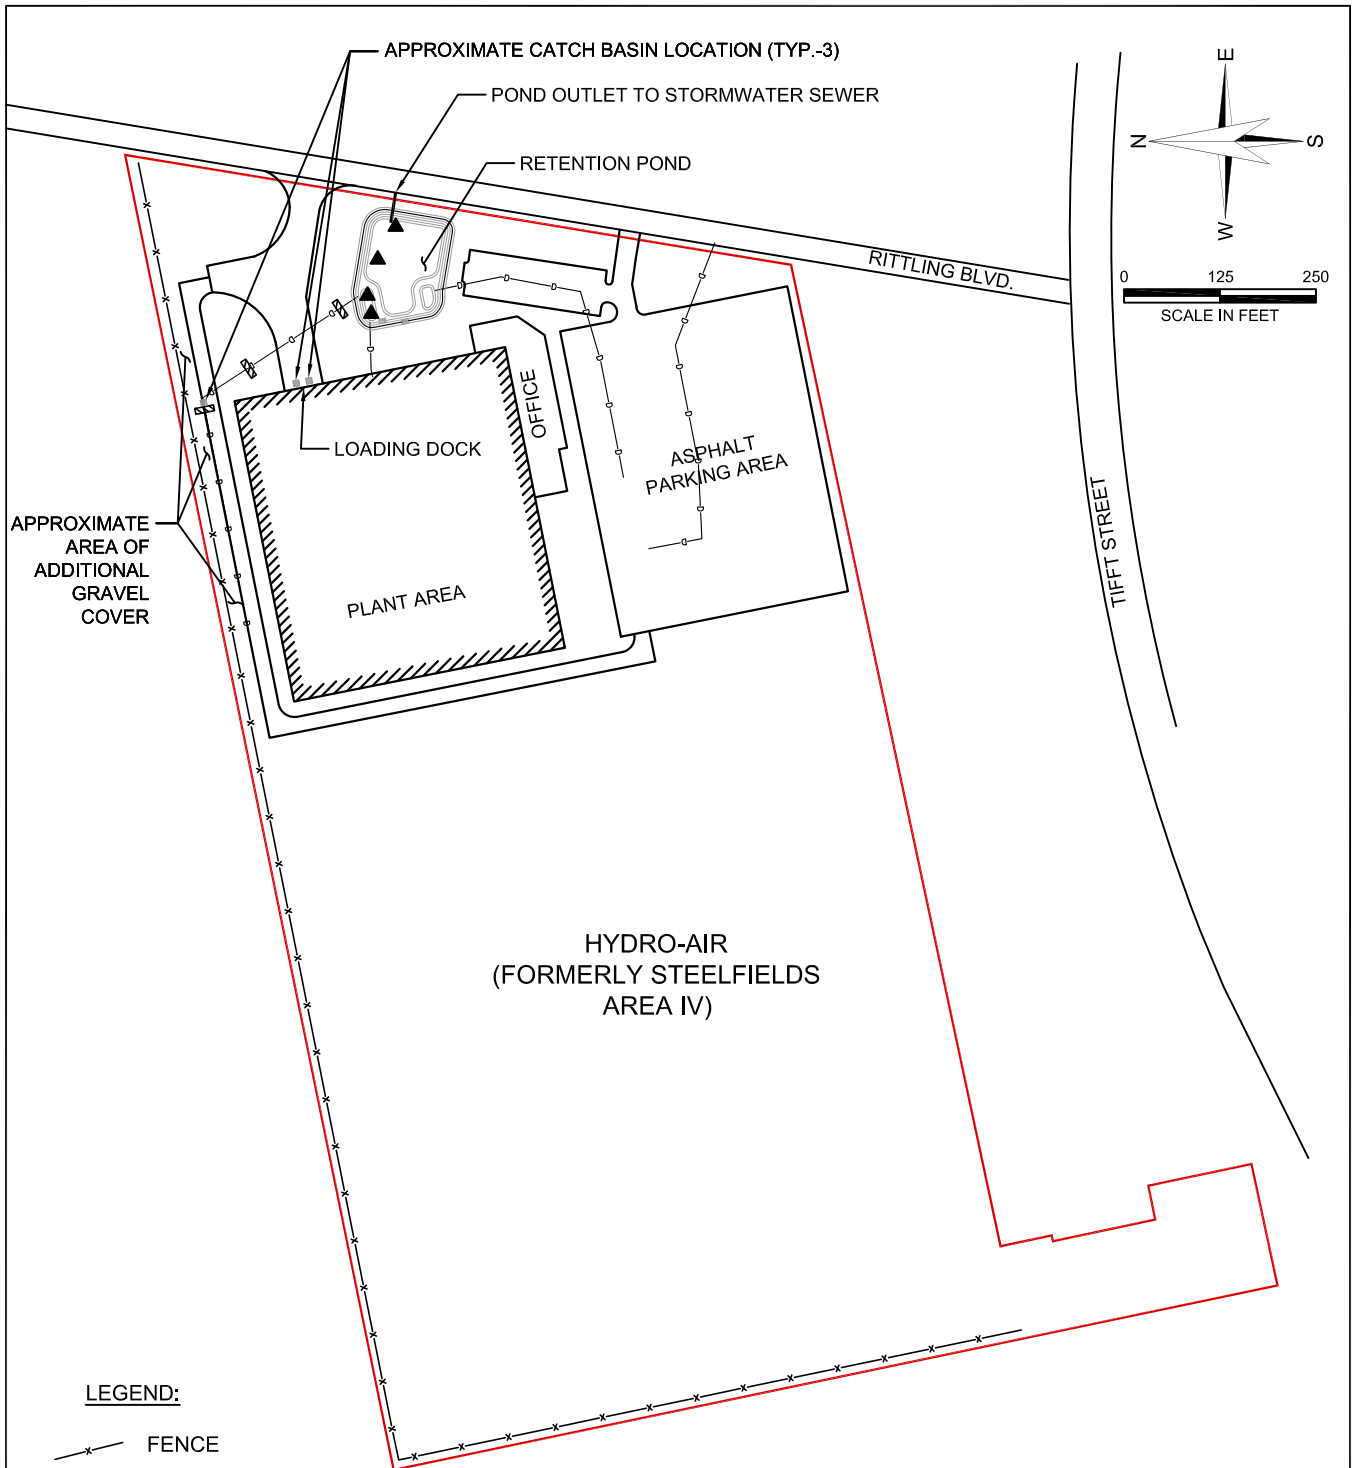 APPROXIMATE CATCH BASIN LOCATION (TYP.-3)
POND OUTLET TO STORMWATER SEWER
RETENTION POND
E
N
S
W
RITTLING BLVD.
0 125 250
SCALE IN FEET
OFFICE
LOADING DOCK
ASPHALT
PARKING AREA
TIFFT STREET
APPROXIMATE
AREA OF
ADDITIONAL
GRAVEL
COVER
PLANT AREA
HYDRO-AIR
(FORMERLY STEELFIELDS
AREA IV)
LEGEND:
FENCE